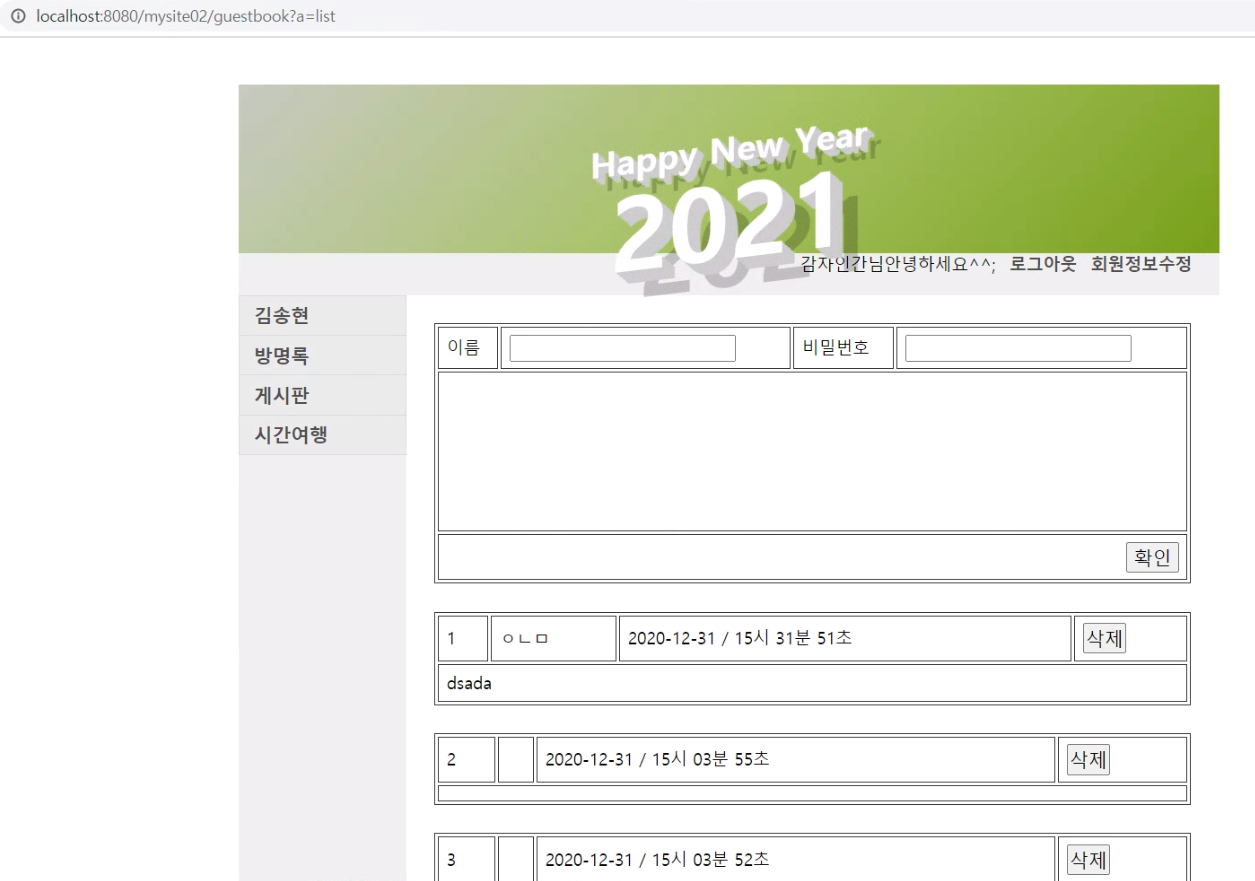 localhost:8080/mysite02/guestbook?a=list
Happy New Year
2021
감자인간님안녕하세요^^; 로그아웃 회원정보수정
김송현
방명록
게시판
시간여행
이름 비밀번호
확인
1 ㅇㄴㅁ 2020-12-31 / 15시 31분 51초 삭제
dsada
2 2020-12-31 / 15시 03분 55초 삭제
3 2020-12-31 / 15시 03분 52초 삭제